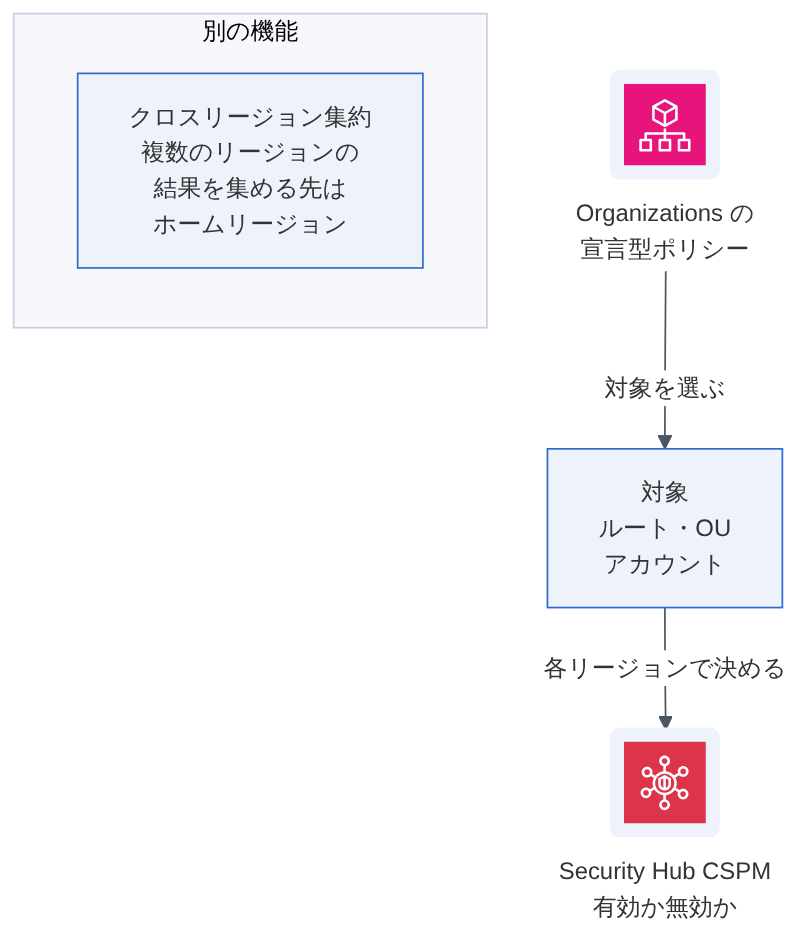 別の機能
クロスリージョン集約
複数のリージョンの
結果を集める先は
ホームリージョン
Organizations の
宣言型ポリシー
対象を選ぶ
対象
ルート・OU
アカウント
各リージョンで決める
Security Hub CSPM
有効か無効か